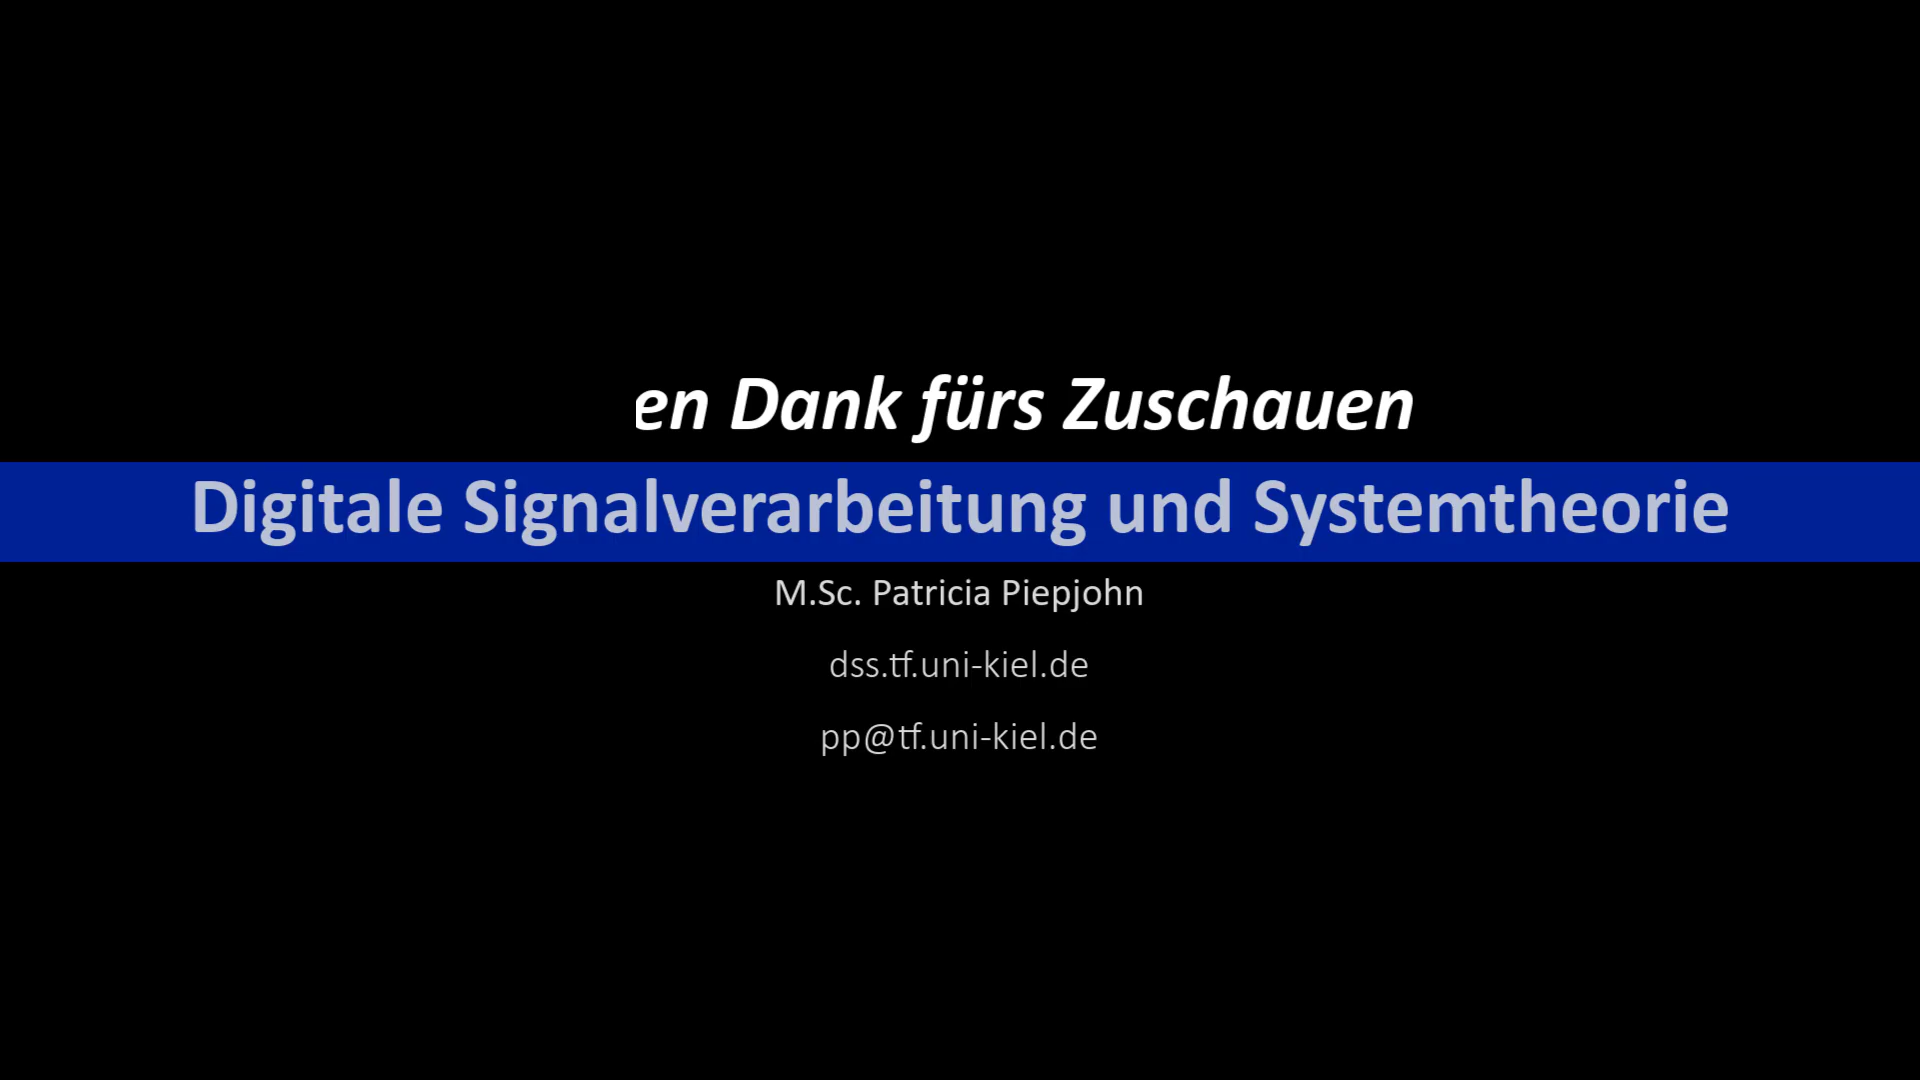 en Dank fürs Zuschauen
Digitale Signalverarbeitung und Systemtheorie
M.Sc. Patricia Piepjohn
dss.tf.uni-kiel.de
pp@tf.uni-kiel.de